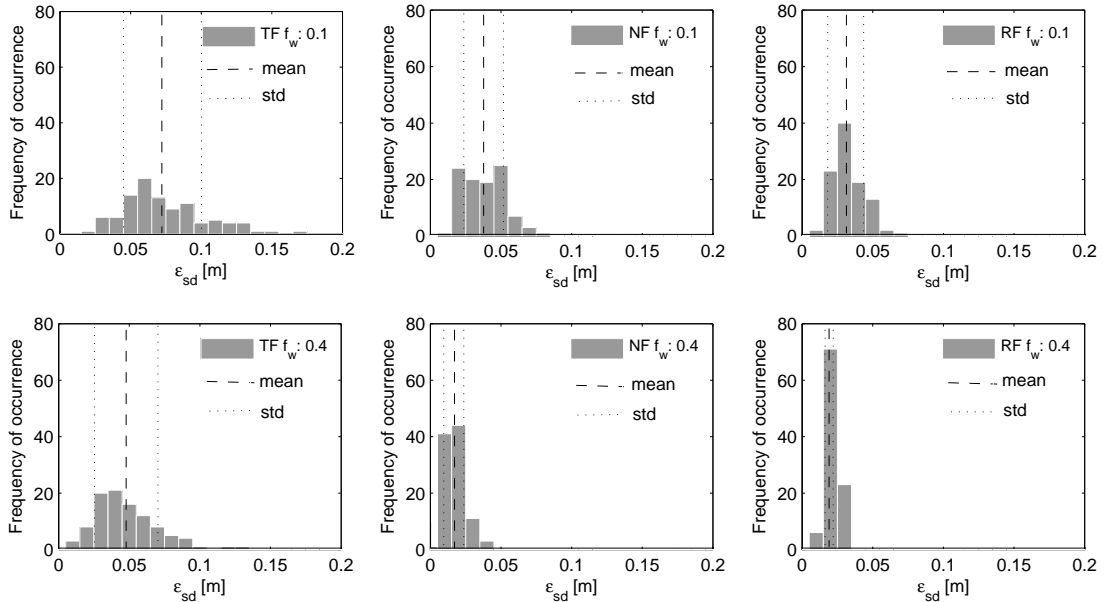 80
60
40
20
0
Frequency of occurrence
TF f_w: 0.1
mean
std
0 0.05 0.1 0.15 0.2
ε_sd [m]
80
60
40
20
0
Frequency of occurrence
NF f_w: 0.1
mean
std
0 0.05 0.1 0.15 0.2
ε_sd [m]
80
60
40
20
0
Frequency of occurrence
RF f_w: 0.1
mean
std
0 0.05 0.1 0.15 0.2
ε_sd [m]
80
60
40
20
0
Frequency of occurrence
TF f_w: 0.4
mean
std
0 0.05 0.1 0.15 0.2
ε_sd [m]
80
60
40
20
0
Frequency of occurrence
NF f_w: 0.4
mean
std
0 0.05 0.1 0.15 0.2
ε_sd [m]
80
60
40
20
0
Frequency of occurrence
RF f_w: 0.4
mean
std
0 0.05 0.1 0.15 0.2
ε_sd [m]